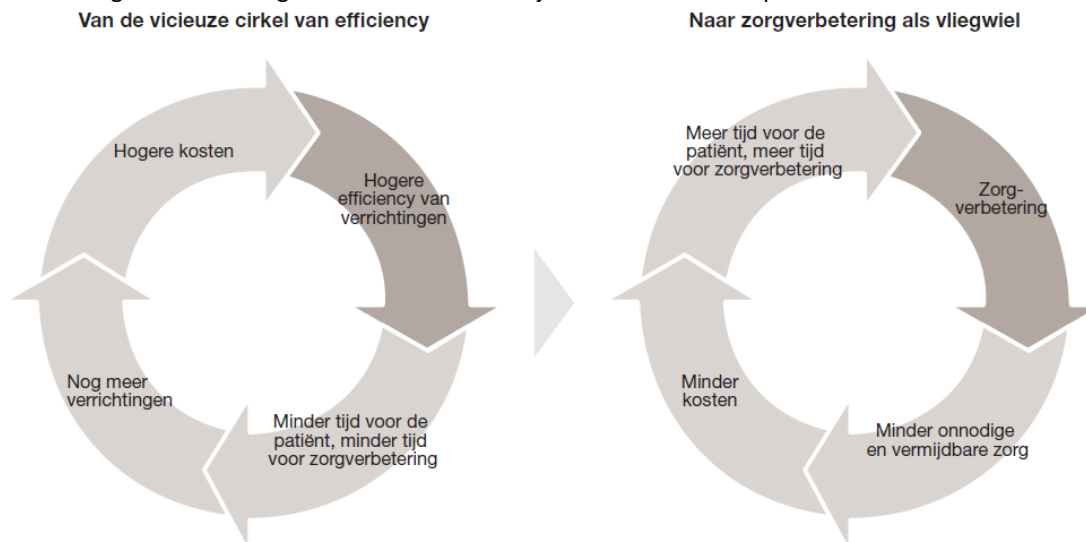 Van de vicieuze cirkel van efficiency
Hogere kosten
Hogere
efficiency van
verrichtingen
Minder tijd voor de
patiënt, minder tijd
voor zorgverbetering
Nog meer
verrichtingen
Naar zorgverbetering als vliegwiel
Meer tijd voor de
patiënt, meer tijd
voor zorgverbetering
Zorg-
verbetering
Minder onnodige
en vermijdbare zorg
Minder
kosten